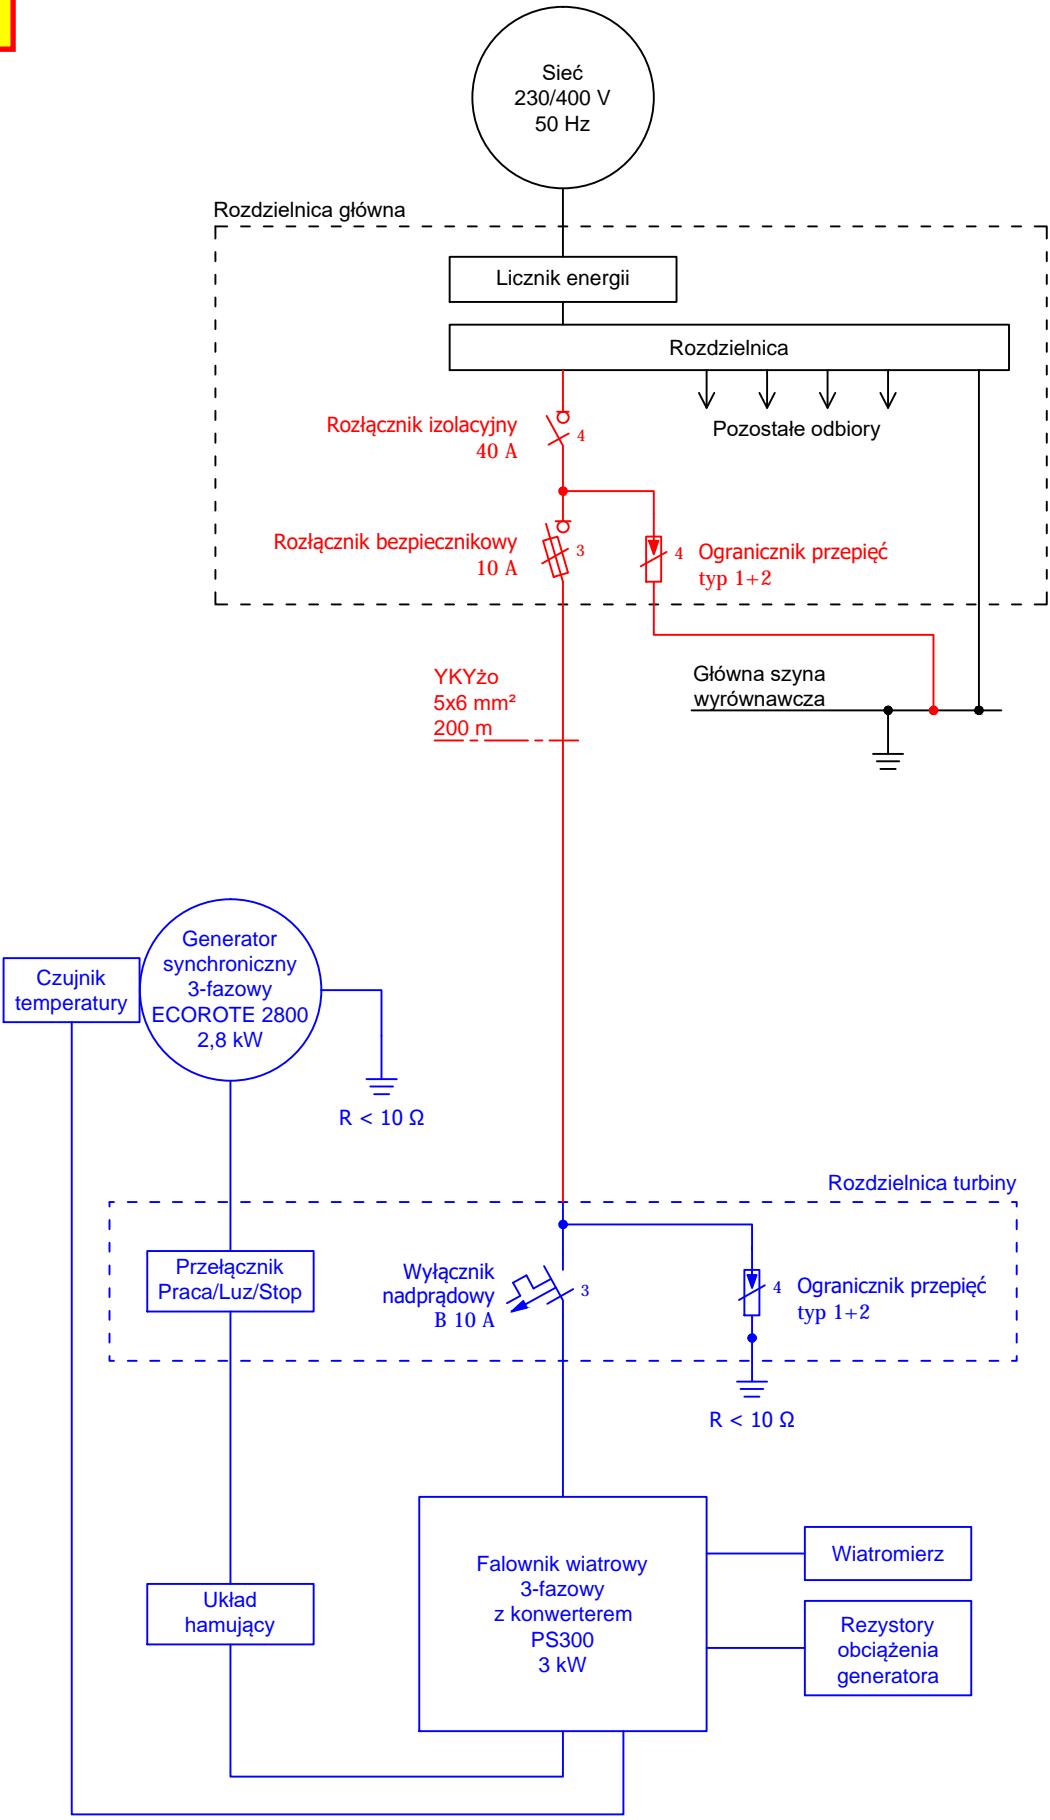 Sieć
230/400 V
50 Hz
Rozdzielnica główna
Licznik energii
Rozdzielnica
Rozłącznik izolacyjny
40 A
4
Pozostałe odbiory
Rozłącznik bezpiecznikowy
10 A
3
4
Ogranicznik przepięć
typ 1+2
YKYżo
5x6 mm²
200 m
Główna szyna
wyrównawcza
Czujnik
temperatury
Generator
synchroniczny
3-fazowy
ECOROTE 2800
2,8 kW
R < 10 Ω
Rozdzielnica turbiny
Przełącznik
Praca/Luz/Stop
Wyłącznik
nadprądowy
B 10 A
3
4
Ogranicznik przepięć
typ 1+2
R < 10 Ω
Układ
hamujący
Falownik wiatrowy
3-fazowy
z konwerterem
PS300
3 kW
Wiatromierz
Rezystory
obciążenia
generatora